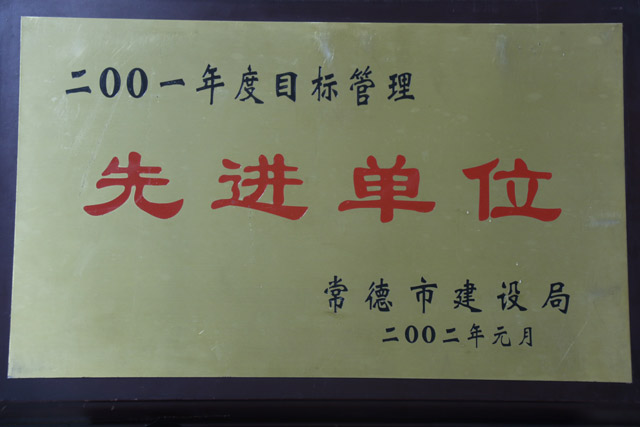 二00一年度目标管理
先进单位
常德市建设局
二00二年元月